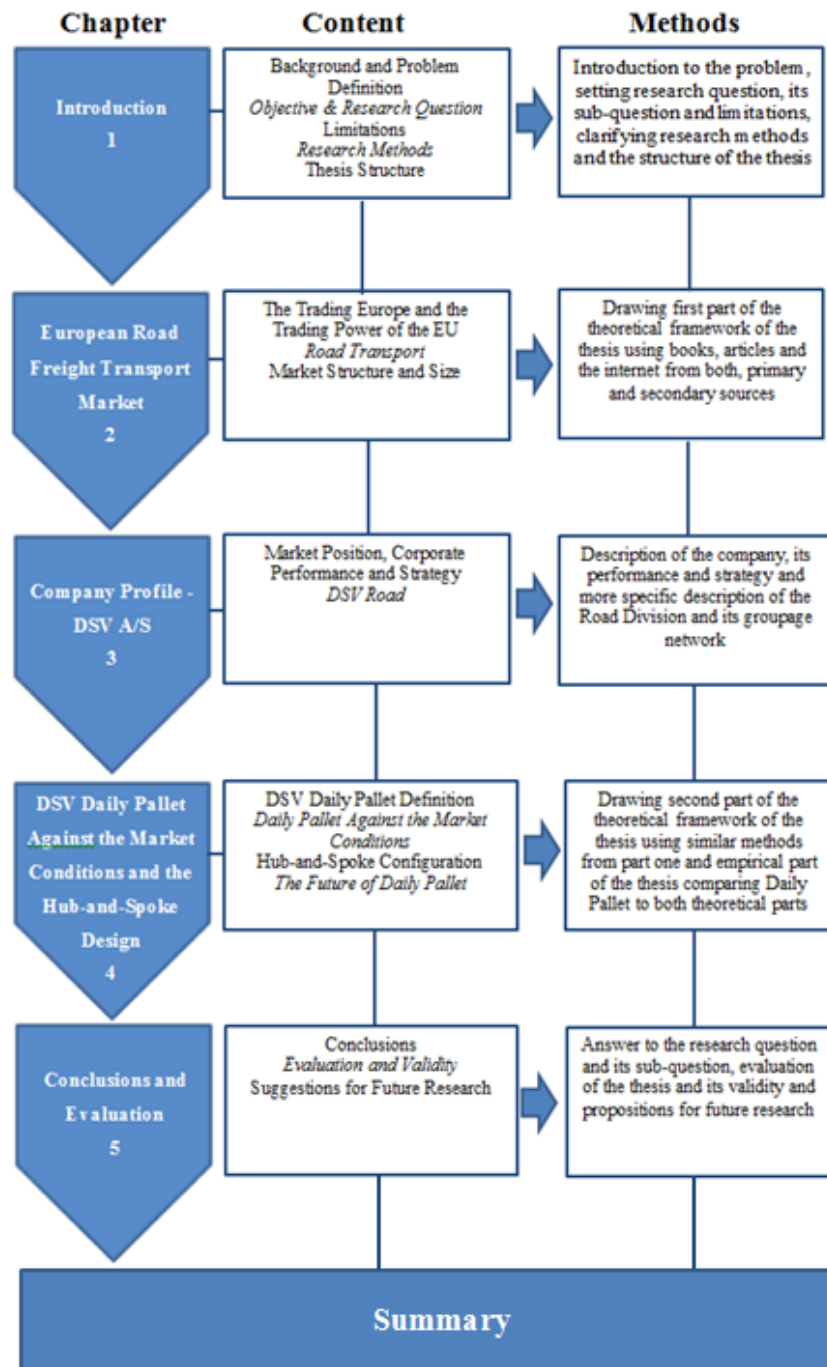 Chapter
Content
Methods
Introduction
1
Background and Problem
Definition
Objective & Research Question
Limitations
Research Methods
Thesis Structure
Introduction to the problem,
setting research question, its
sub-question and limitations,
clarifying research methods
and the structure of the thesis
European Road
Freight Transport
Market
2
The Trading Europe and the
Trading Power of the EU
Road Transport
Market Structure and Size
Drawing first part of the
theoretical framework of the
thesis using books, articles and
the internet from both, primary
and secondary sources
Company Profile -
DSV A/S
3
Market Position, Corporate
Performance and Strategy
DSV Road
Description of the company, its
performance and strategy and
more specific description of the
Road Division and its groupage
network
DSV Daily Pallet
Against the Market
Conditions and the
Hub-and-Spoke
Design
4
DSV Daily Pallet Definition
Daily Pallet Against the Market
Conditions
Hub-and-Spoke Configuration
The Future of Daily Pallet
Drawing second part of the
theoretical framework of the
thesis using similar methods
from part one and empirical part
of the thesis comparing Daily
Pallet to both theoretical parts
Conclusions and
Evaluation
5
Conclusions
Evaluation and Validity
Suggestions for Future Research
Answer to the research question
and its sub-question, evaluation
of the thesis and its validity and
propositions for future research
Summary